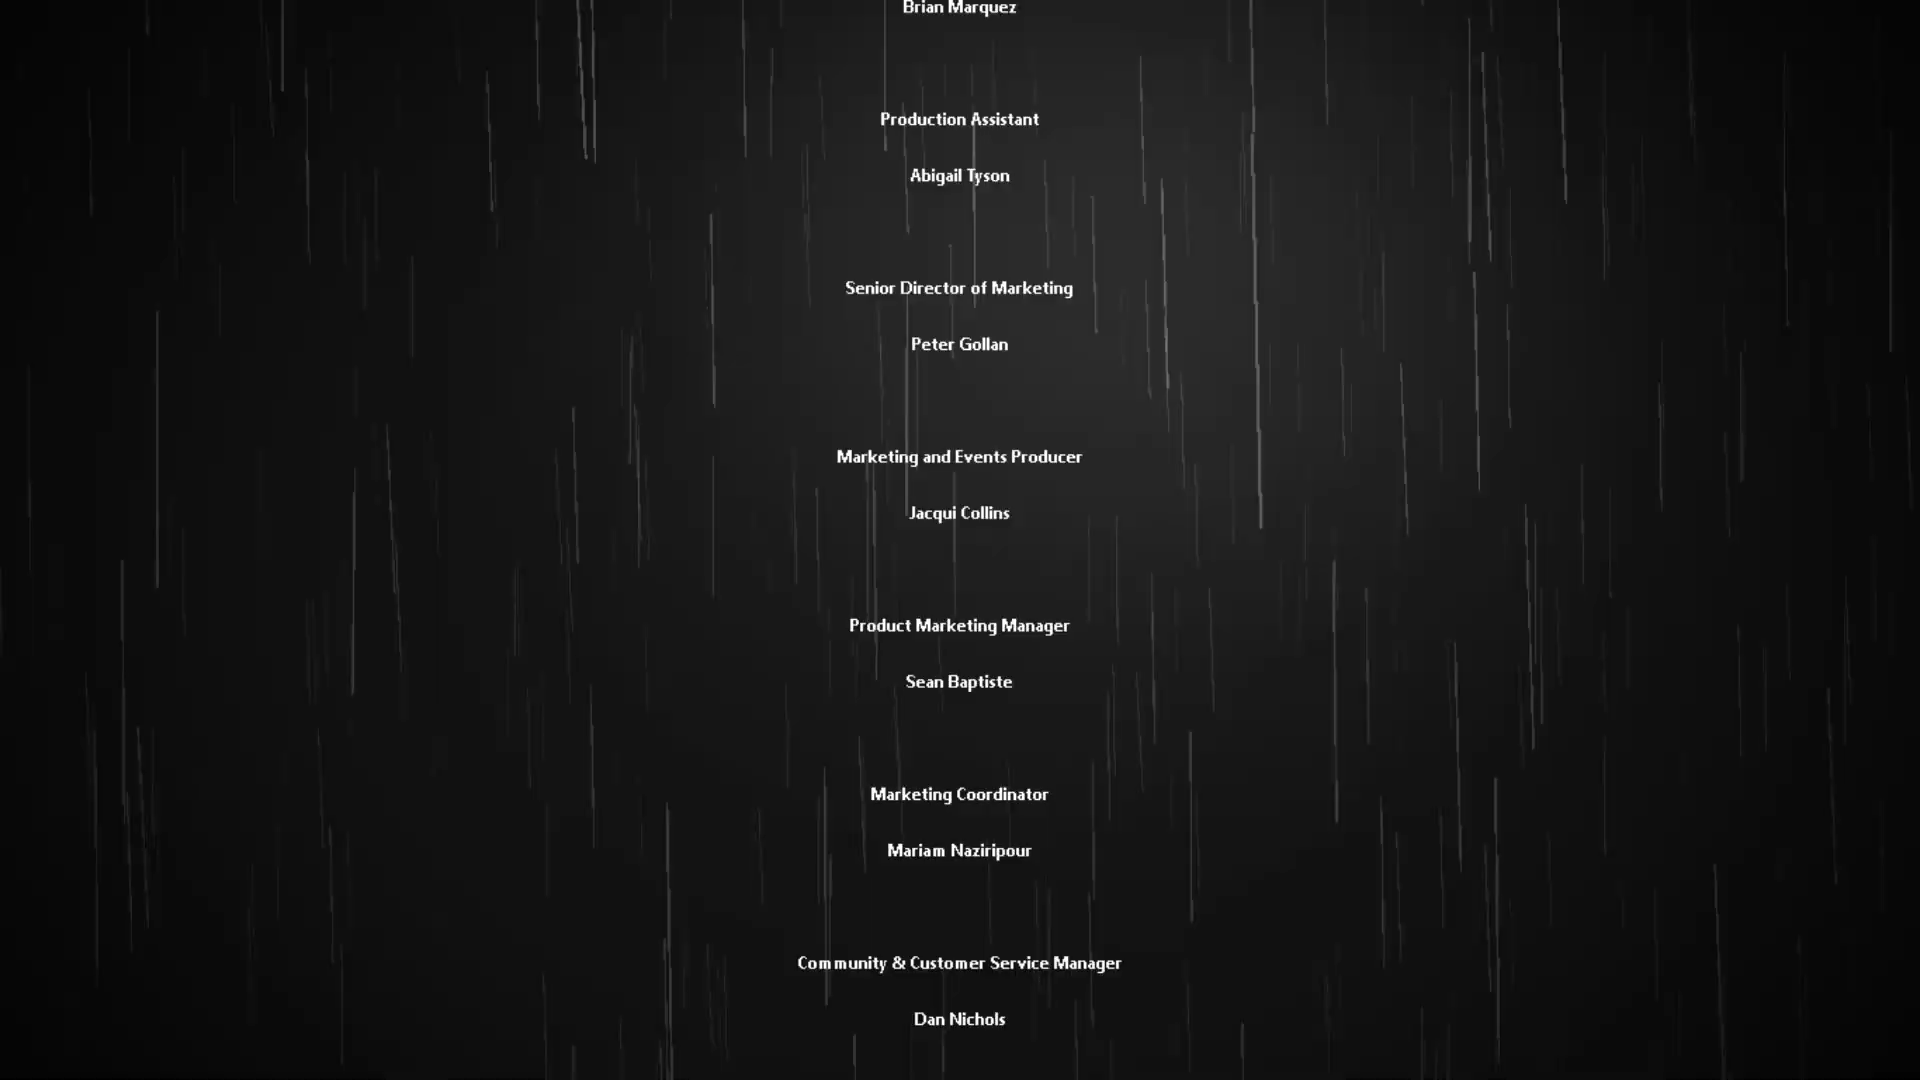 Brian Marquez
Production Assistant
Abigail Tyson
Senior Director of Marketing
Peter Gollan
Marketing and Events Producer
Jacqui Collins
Product Marketing Manager
Sean Baptiste
Marketing Coordinator
Mariam Naziripour
Community & Customer Service Manager
Dan Nichols